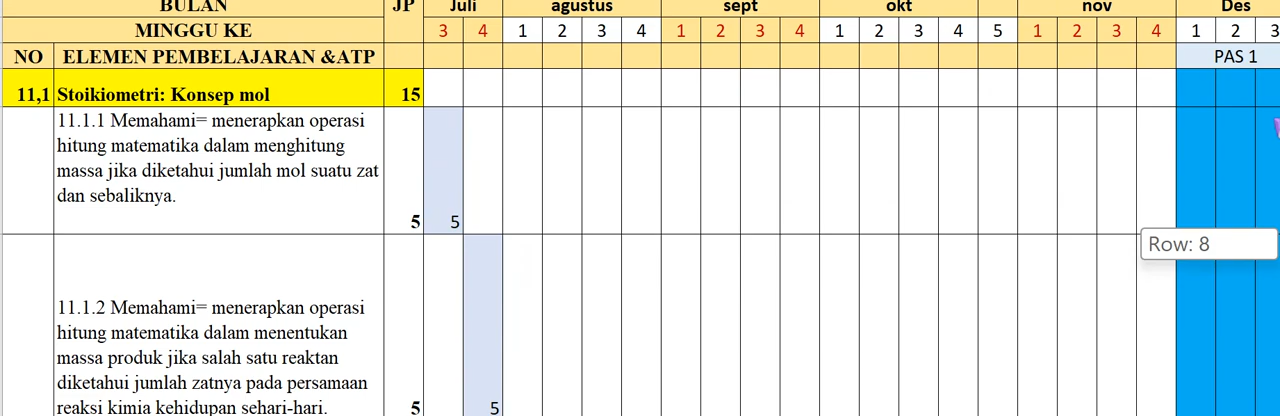 BULAN JP Juli agustus sept okt nov Des
MINGGU KE 3 4 1 2 3 4 1 2 3 4 1 2 3 4 5 1 2 3 4 1 2 3
NO ELEMEN PEMBELAJARAN &ATP PAS 1
11,1 Stoikiometri: Konsep mol 15
11.1.1 Memahami= menerapkan operasi
hitung matematika dalam menghitung
massa jika diketahui jumlah mol suatu zat
dan sebaliknya.
5 5
Row: 8
11.1.2 Memahami= menerapkan operasi
hitung matematika dalam menentukan
massa produk jika salah satu reaktan
diketahui jumlah zatnya pada persamaan
reaksi kimia kehidupan sehari-hari. 5 5